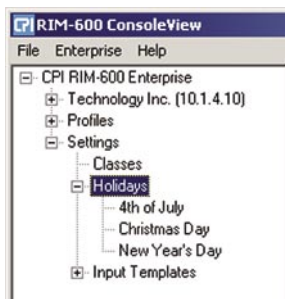 CPI RIM-600 ConsoleView
File Enterprise Help
CPI RIM-600 Enterprise
Technology Inc. (10.1.4.10)
Profiles
Settings
Classes
Holidays
4th of July
Christmas Day
New Year's Day
Input Templates